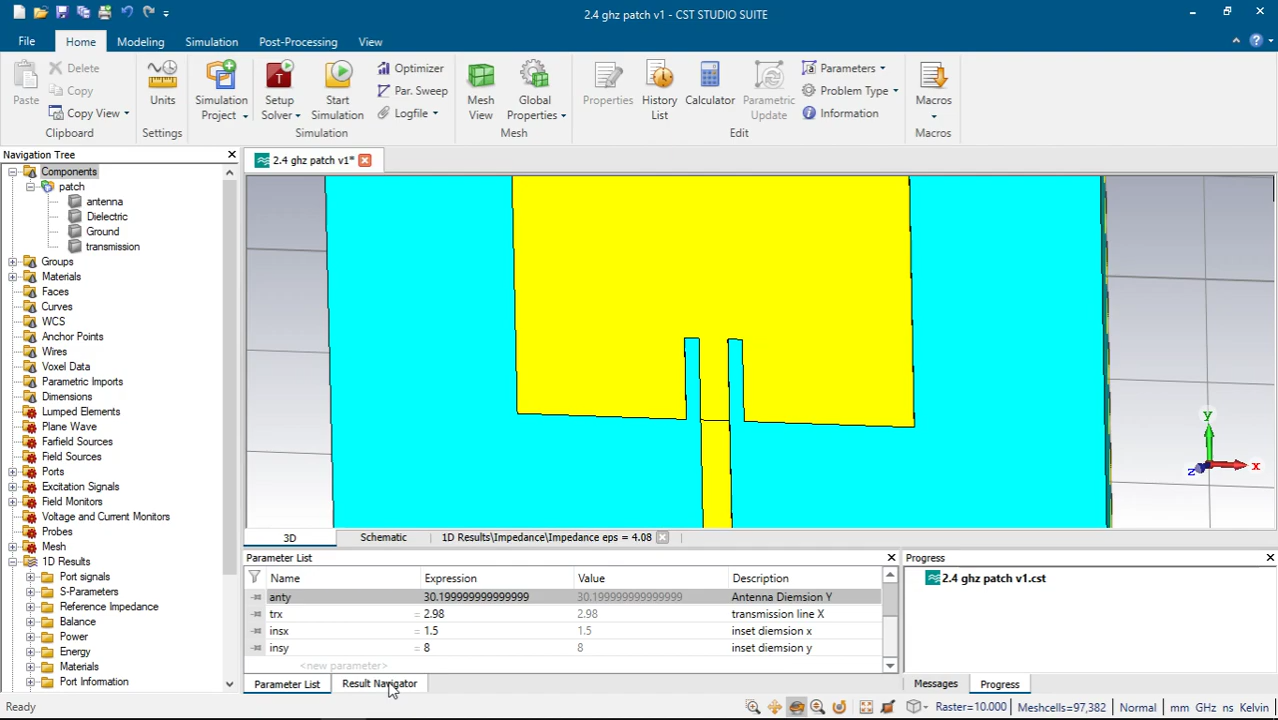 2.4 ghz patch v1 - CST STUDIO SUITE
File Home Modeling Simulation Post-Processing View
Paste
Delete
Copy
Copy View
Clipboard
Units
Settings
Simulation Project
Setup Solver
Start Simulation
Optimizer
Par. Sweep
Logfile
Simulation
Mesh View
Global Properties
Mesh
Properties
History List
Calculator
Parametric Update
Parameters
Problem Type
Information
Edit
Macros
Macros
Navigation Tree
2.4 ghz patch v1*
Components
patch
antenna
Dielectric
Ground
transmission
Groups
Materials
Faces
Curves
WCS
Anchor Points
Wires
Voxel Data
Parametric Imports
Dimensions
Lumped Elements
Plane Wave
Farfield Sources
Field Sources
Ports
Excitation Signals
Field Monitors
Voltage and Current Monitors
Probes
Mesh
1D Results
Port signals
S-Parameters
Reference Impedance
Balance
Power
Energy
Materials
Port Information
y
x
z
3D Schematic 1D Results\Impedance\Impedance eps = 4.08
Parameter List
Name Expression Value Description
anty 30.199999999999999 30.199999999999999 Antenna Diemsion Y
trx = 2.98 2.98 transmission line X
insx = 1.5 1.5 inset diemsion x
insy = 8 8 inset diemsion y
<new parameter>
Parameter List Result Navigator
Progress
2.4 ghz patch v1.cst
Messages Progress
Ready
Raster=10.000 Meshcells=97,382 Normal mm GHz ns Kelvin